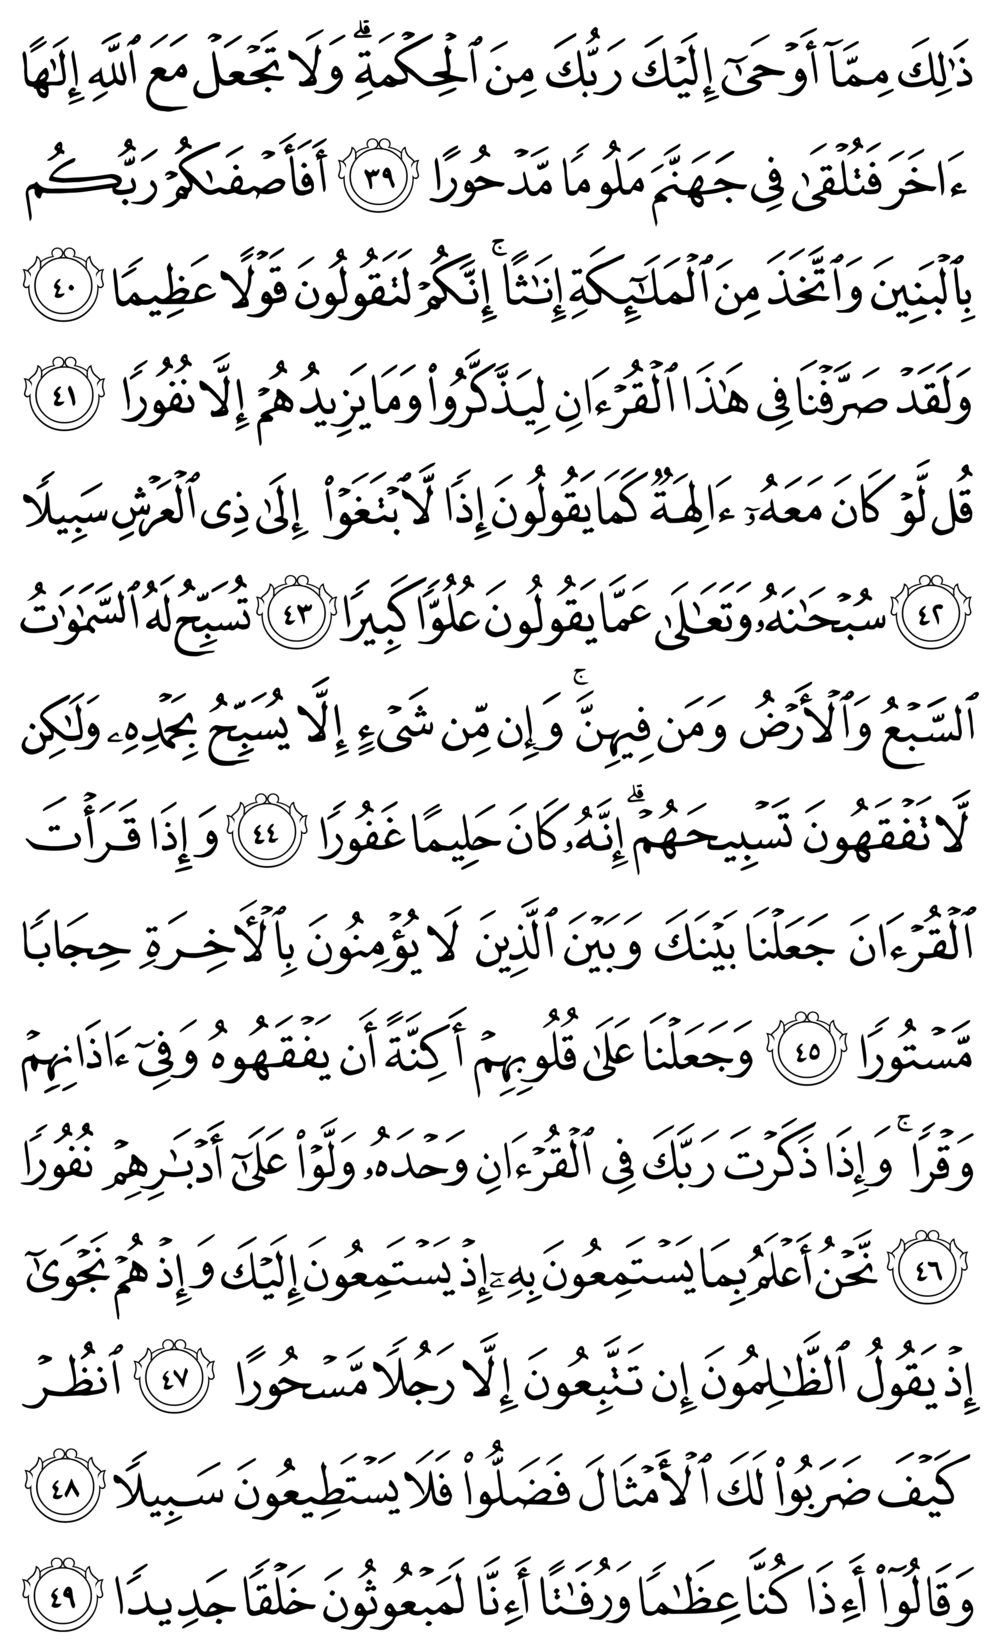 ذَٰلِكَ مِمَّآ أَوۡحَىٰٓ إِلَيۡكَ رَبُّكَ مِنَ ٱلۡحِكۡمَةِۗ وَلَا تَجۡعَلۡ مَعَ ٱللَّهِ إِلَٰهًا
ءَاخَرَ فَتُلۡقَىٰ فِي جَهَنَّمَ مَلُومٗا مَّدۡحُورًا ٣٩ أَفَأَصۡفَىٰكُمۡ رَبُّكُم
بِٱلۡبَنِينَ وَٱتَّخَذَ مِنَ ٱلۡمَلَٰٓئِكَةِ إِنَٰثًاۚ إِنَّكُمۡ لَتَقُولُونَ قَوۡلًا عَظِيمٗا ٤٠
وَلَقَدۡ صَرَّفۡنَا فِي هَٰذَا ٱلۡقُرۡءَانِ لِيَذَّكَّرُواْ وَمَا يَزِيدُهُمۡ إِلَّا نُفُورٗا ٤١
قُل لَّوۡ كَانَ مَعَهُۥٓ ءَالِهَةٞ كَمَا يَقُولُونَ إِذٗا لَّٱبۡتَغَوۡاْ إِلَىٰ ذِي ٱلۡعَرۡشِ سَبِيلٗا
٤٢ سُبۡحَٰنَهُۥ وَتَعَٰلَىٰ عَمَّا يَقُولُونَ عُلُوّٗا كَبِيرٗا ٤٣ تُسَبِّحُ لَهُ ٱلسَّمَٰوَٰتُ
ٱلسَّبۡعُ وَٱلۡأَرۡضُ وَمَن فِيهِنَّۚ وَإِن مِّن شَيۡءٍ إِلَّا يُسَبِّحُ بِحَمۡدِهِۦ وَلَٰكِن
لَّا تَفۡقَهُونَ تَسۡبِيحَهُمۡۗ إِنَّهُۥ كَانَ حَلِيمًا غَفُورٗا ٤٤ وَإِذَا قَرَأۡتَ
ٱلۡقُرۡءَانَ جَعَلۡنَا بَيۡنَكَ وَبَيۡنَ ٱلَّذِينَ لَا يُؤۡمِنُونَ بِٱلۡأٓخِرَةِ حِجَابٗا
مَّسۡتُورٗا ٤٥ وَجَعَلۡنَا عَلَىٰ قُلُوبِهِمۡ أَكِنَّةً أَن يَفۡقَهُوهُ وَفِيٓ ءَاذَانِهِمۡ
وَقۡرٗاۚ وَإِذَا ذَكَرۡتَ رَبَّكَ فِي ٱلۡقُرۡءَانِ وَحۡدَهُۥ وَلَّوۡاْ عَلَىٰٓ أَدۡبَٰرِهِمۡ نُفُورٗا
٤٦ نَّحۡنُ أَعۡلَمُ بِمَا يَسۡتَمِعُونَ بِهِۦٓ إِذۡ يَسۡتَمِعُونَ إِلَيۡكَ وَإِذۡ هُمۡ نَجۡوَىٰٓ
إِذۡ يَقُولُ ٱلظَّٰلِمُونَ إِن تَتَّبِعُونَ إِلَّا رَجُلٗا مَّسۡحُورًا ٤٧ ٱنظُرۡ
كَيۡفَ ضَرَبُواْ لَكَ ٱلۡأَمۡثَالَ فَضَلُّواْ فَلَا يَسۡتَطِيعُونَ سَبِيلٗا ٤٨
وَقَالُوٓاْ أَءِذَا كُنَّا عِظَٰمٗا وَرُفَٰتًا أَءِنَّا لَمَبۡعُوثُونَ خَلۡقٗا جَدِيدٗا ٤٩